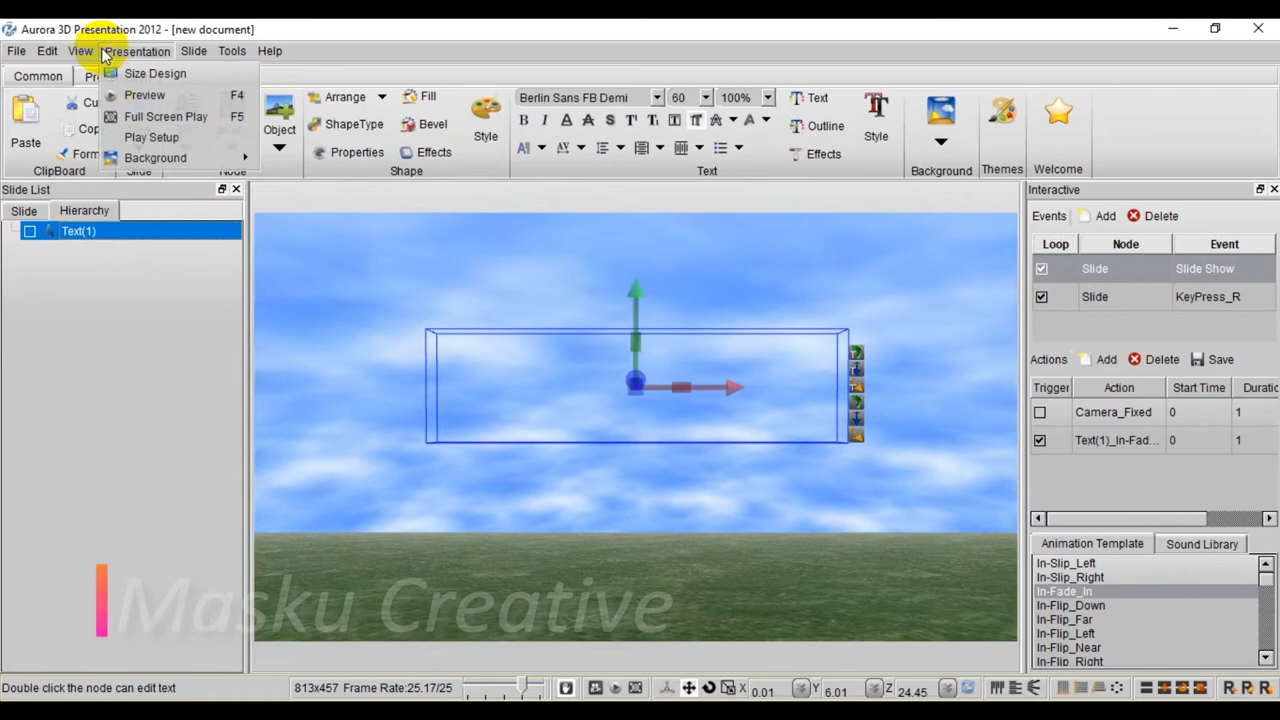 Aurora 3D Presentation 2012 - [new document]
File Edit View Presentation Slide Tools Help
Common
Size Design
Preview F4
Full Screen Play F5
Play Setup
Background
Paste
ClipBoard
Slide
Object
Arrange
ShapeType
Properties
Fill
Bevel
Effects
Shape
Style
Berlin Sans FB Demi 60 100%
Text
Outline
Effects
Text
Style
Background
Themes
Welcome
Slide List
Slide Hierarchy
Text(1)
Interactive
Events Add Delete
Loop Node Event
Slide Slide Show
Slide KeyPress_R
Actions Add Delete Save
Trigger Action Start Time Duratio
Camera_Fixed 0 1
Text(1)_In-Fad... 0 1
Animation Template Sound Library
In-Slip_Left
In-Slip_Right
In-Fade_In
In-Flip_Down
In-Flip_Far
In-Flip_Left
In-Flip_Near
In-Flip_Right
Masku Creative
Double click the node can edit text
813x457 Frame Rate:25.17/25
X 0.01 Y 6.01 Z 24.45